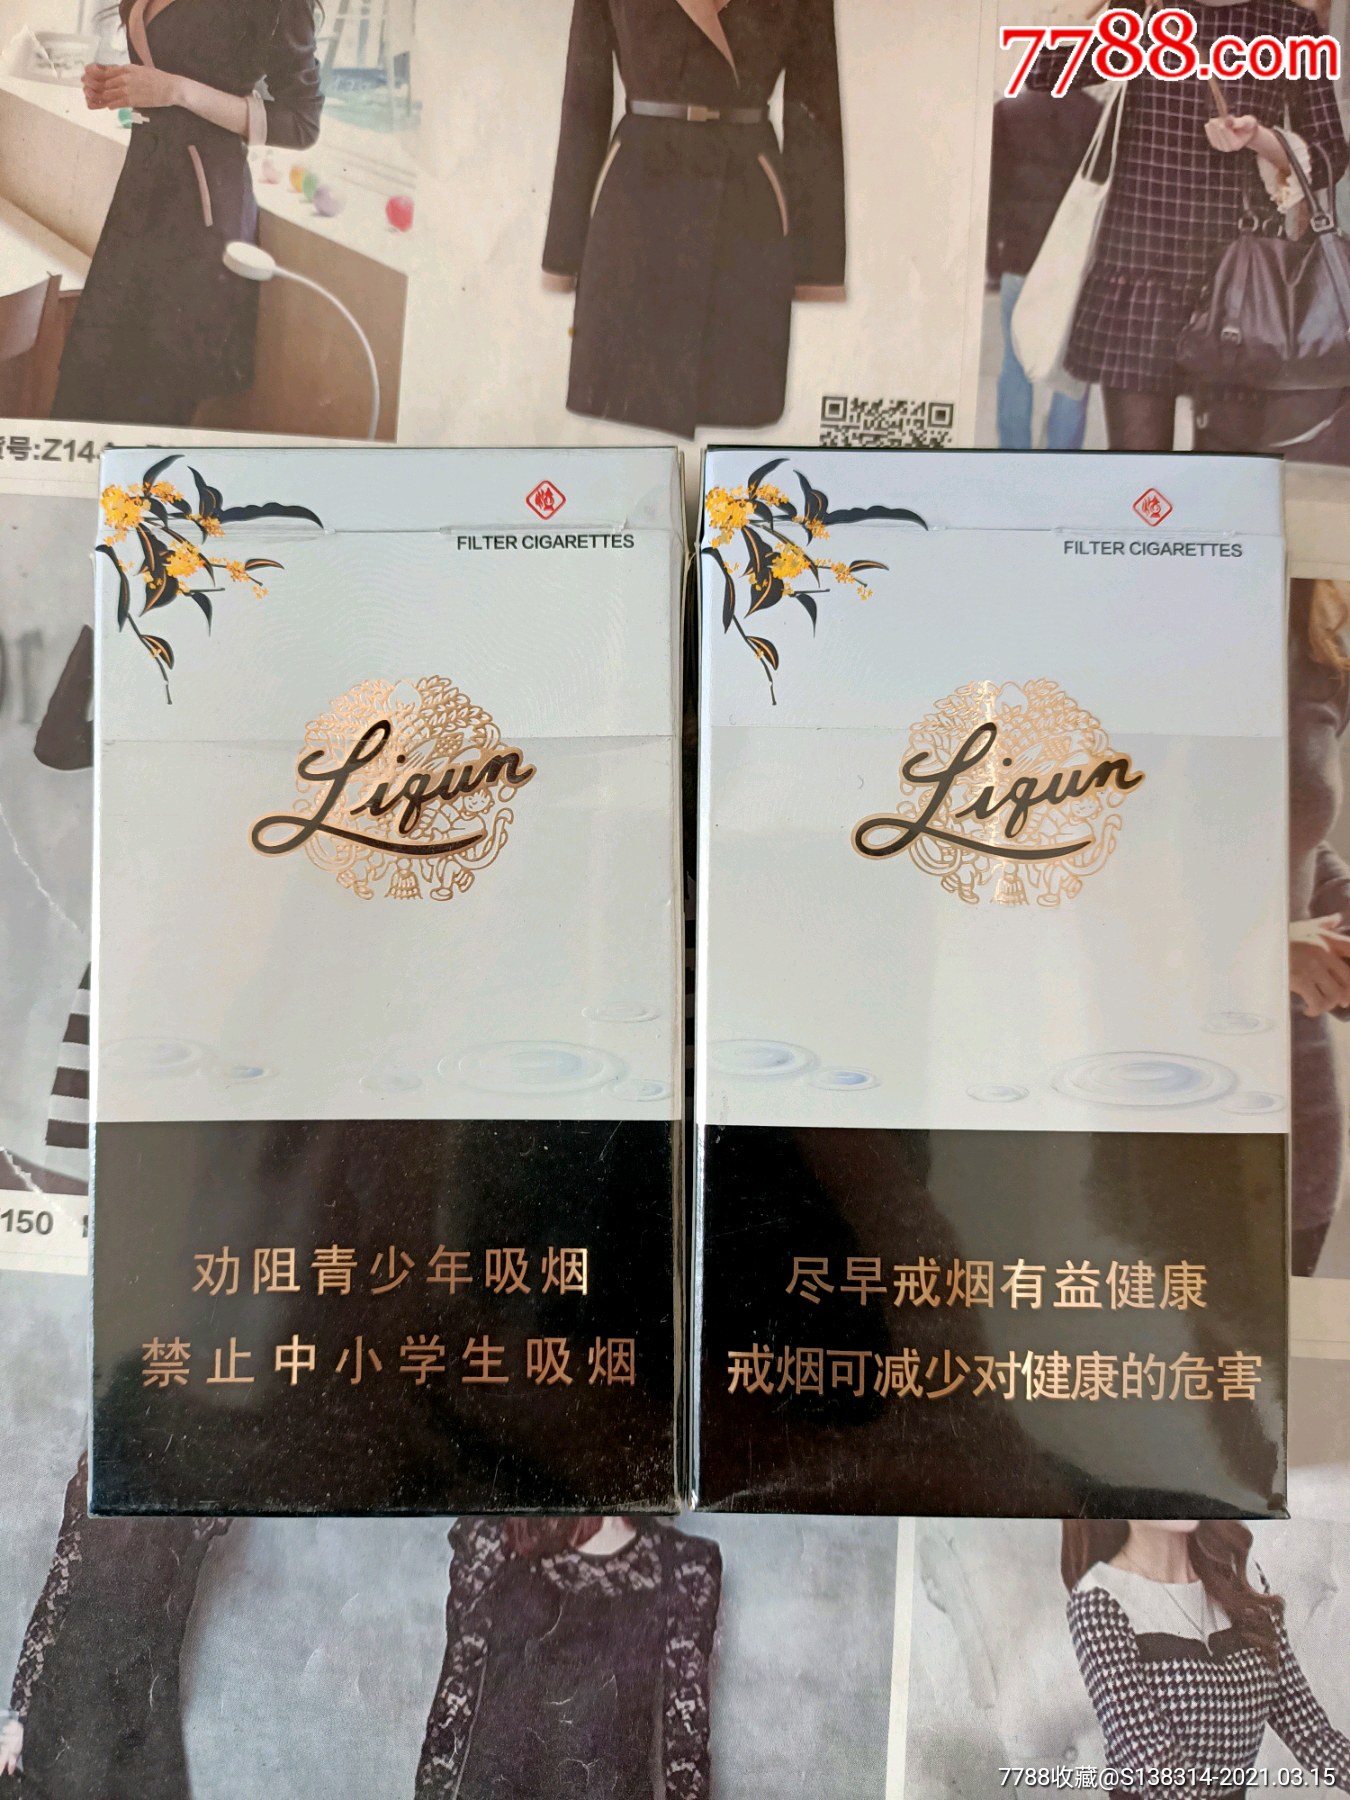 7788.com
号:Z144
FILTER CIGARETTES
FILTER CIGARETTES
Liqun
Liqun
150
劝阻青少年吸烟
禁止中小学生吸烟
尽早戒烟有益健康
戒烟可减少对健康的危害
7788收藏@S138314-2021.03.15